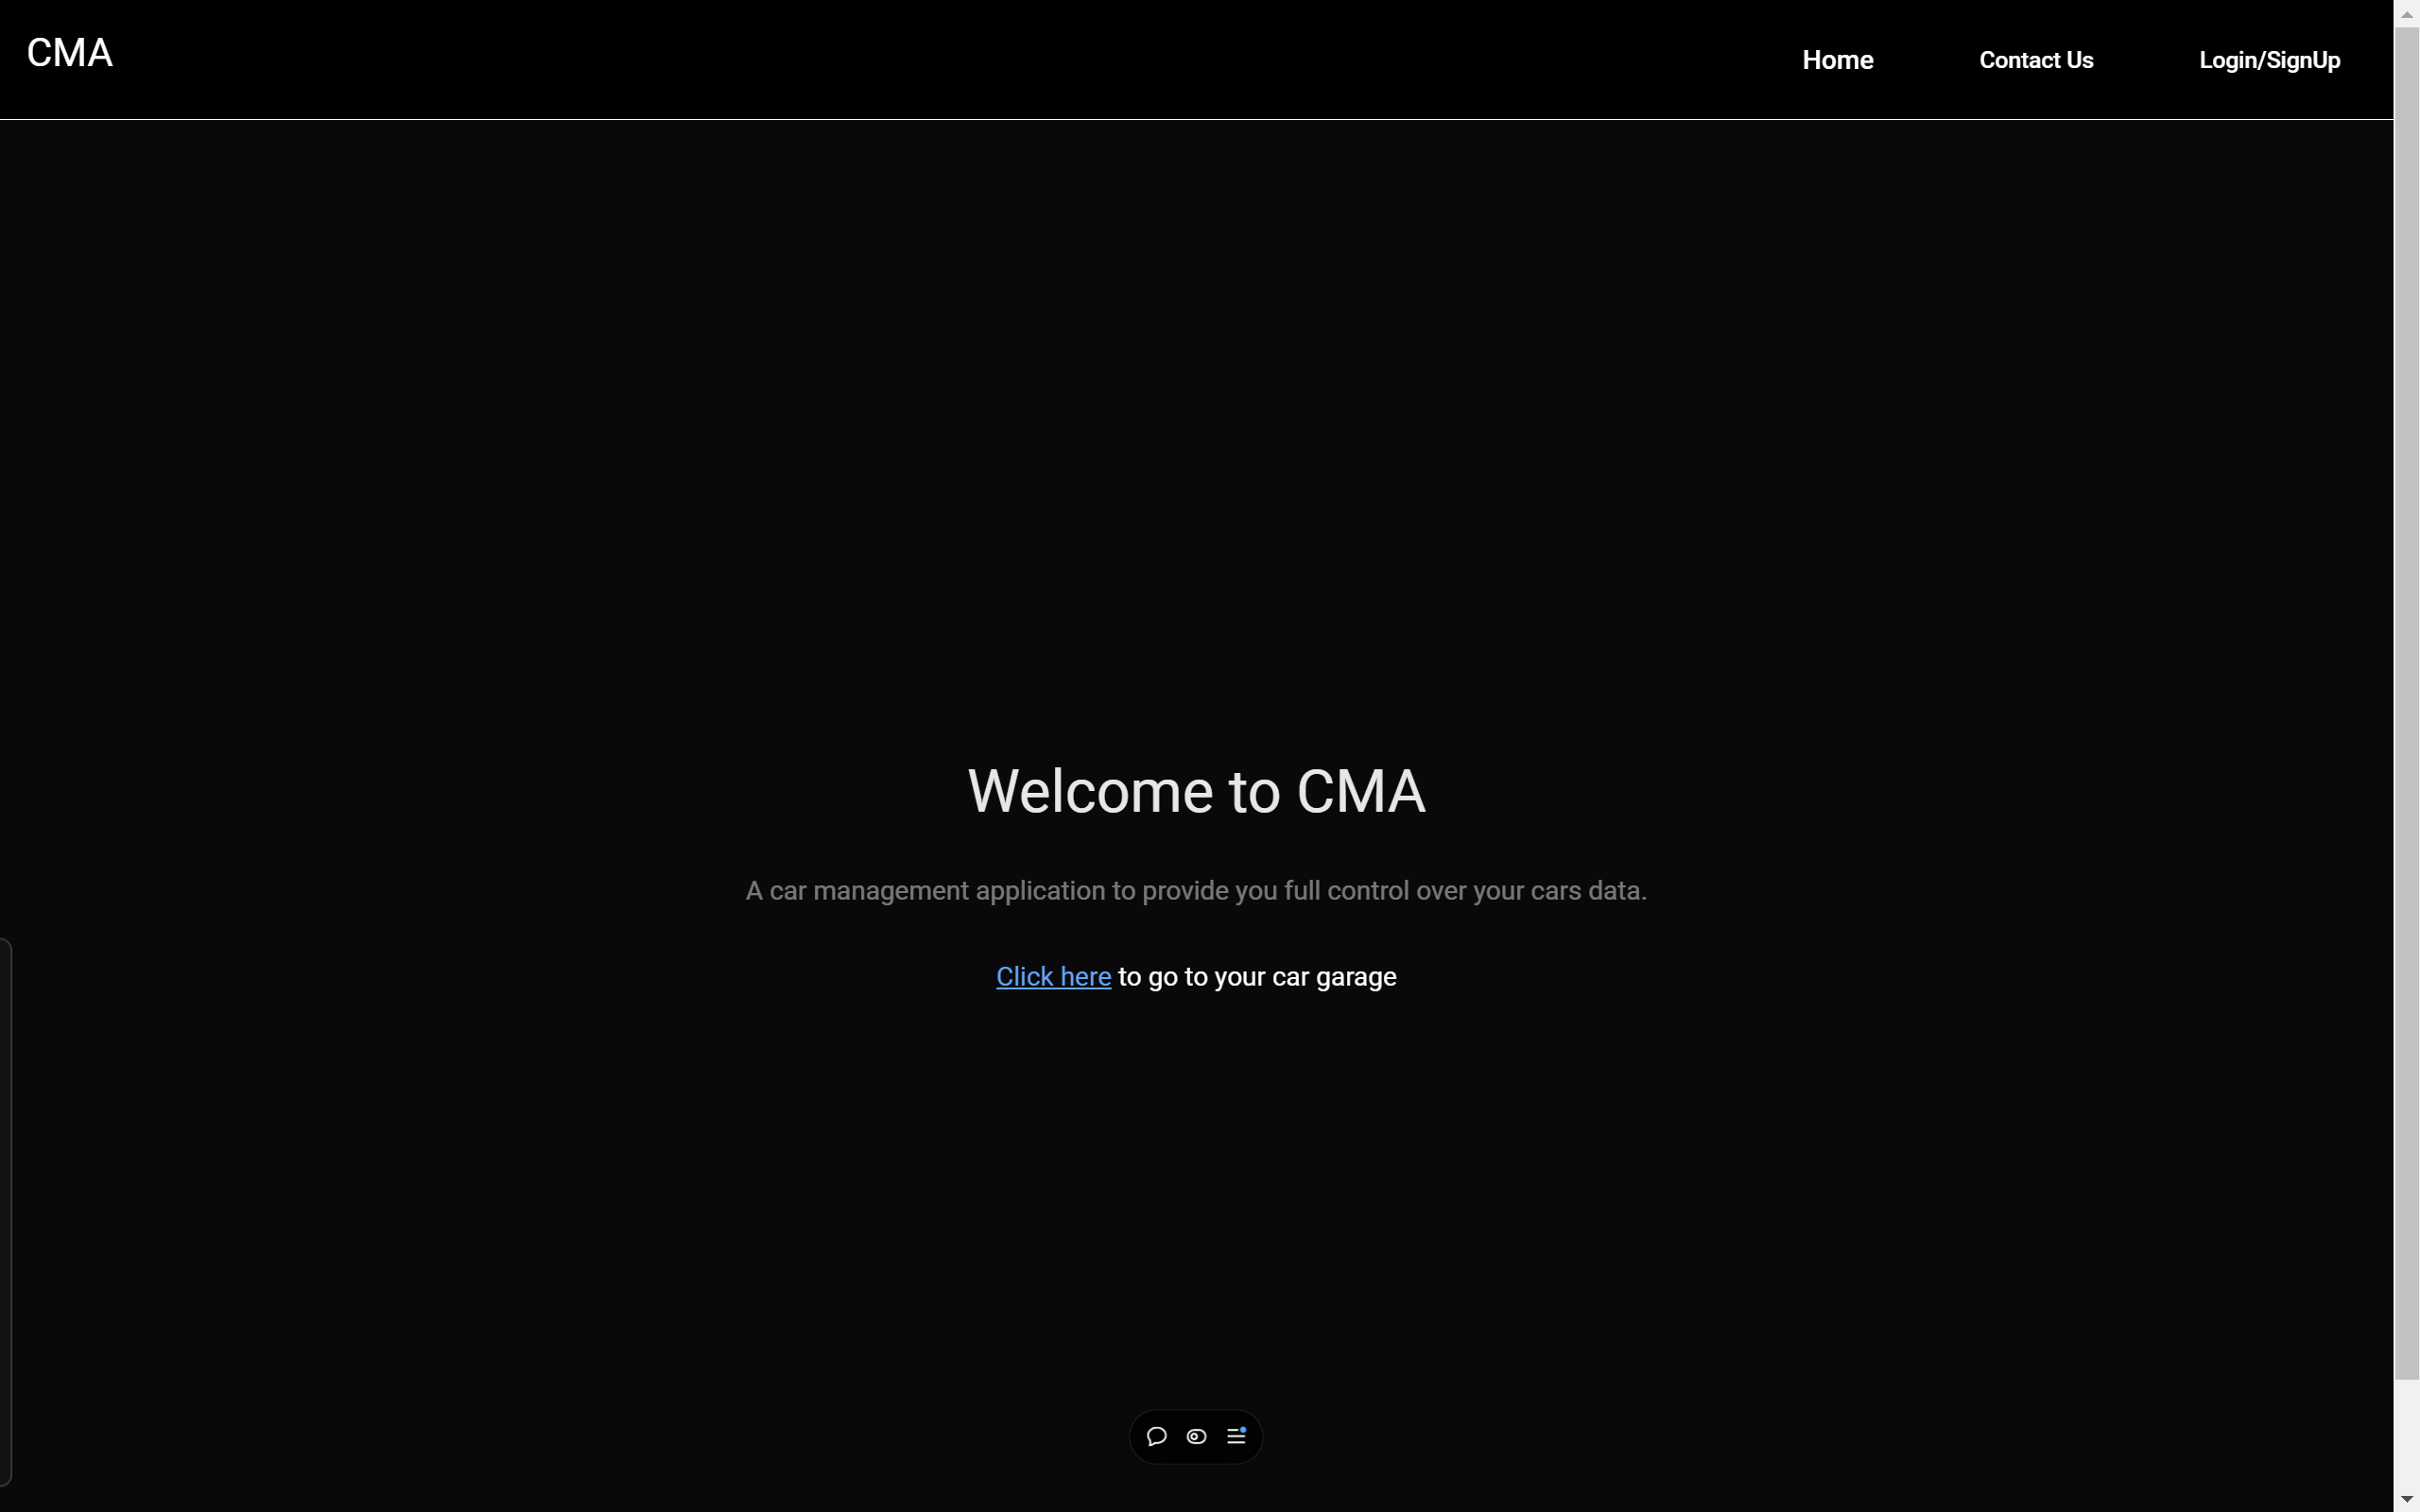 CMA
Home
Contact Us
Login/SignUp
Welcome to CMA
A car management application to provide you full control over your cars data.
Click here to go to your car garage